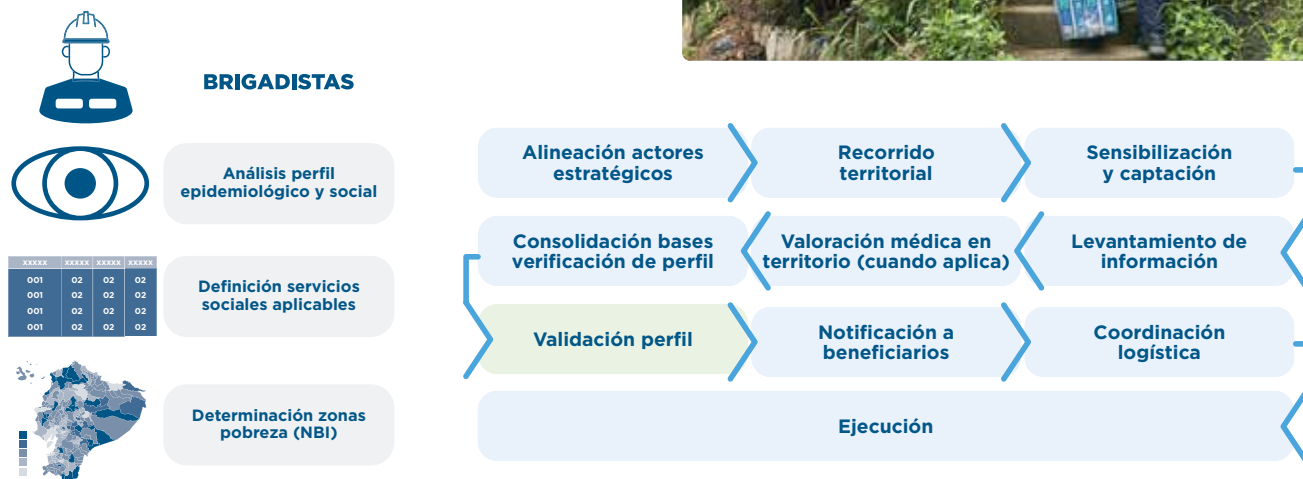 BRIGADISTAS
Análisis perfil
epidemiológico y social
XXXXX XXXXX XXXXX XXXXX
001 02 02 02
001 02 02 02
001 02 02 02
001 02 02 02
Definición servicios
sociales aplicables
Determinación zonas
pobreza (NBI)
Alineación actores
estratégicos
Recorrido
territorial
Sensibilización
y captación
Levantamiento de
información
Valoración médica en
territorio (cuando aplica)
Consolidación bases
verificación de perfil
Validación perfil
Notificación a
beneficiarios
Coordinación
logística
Ejecución